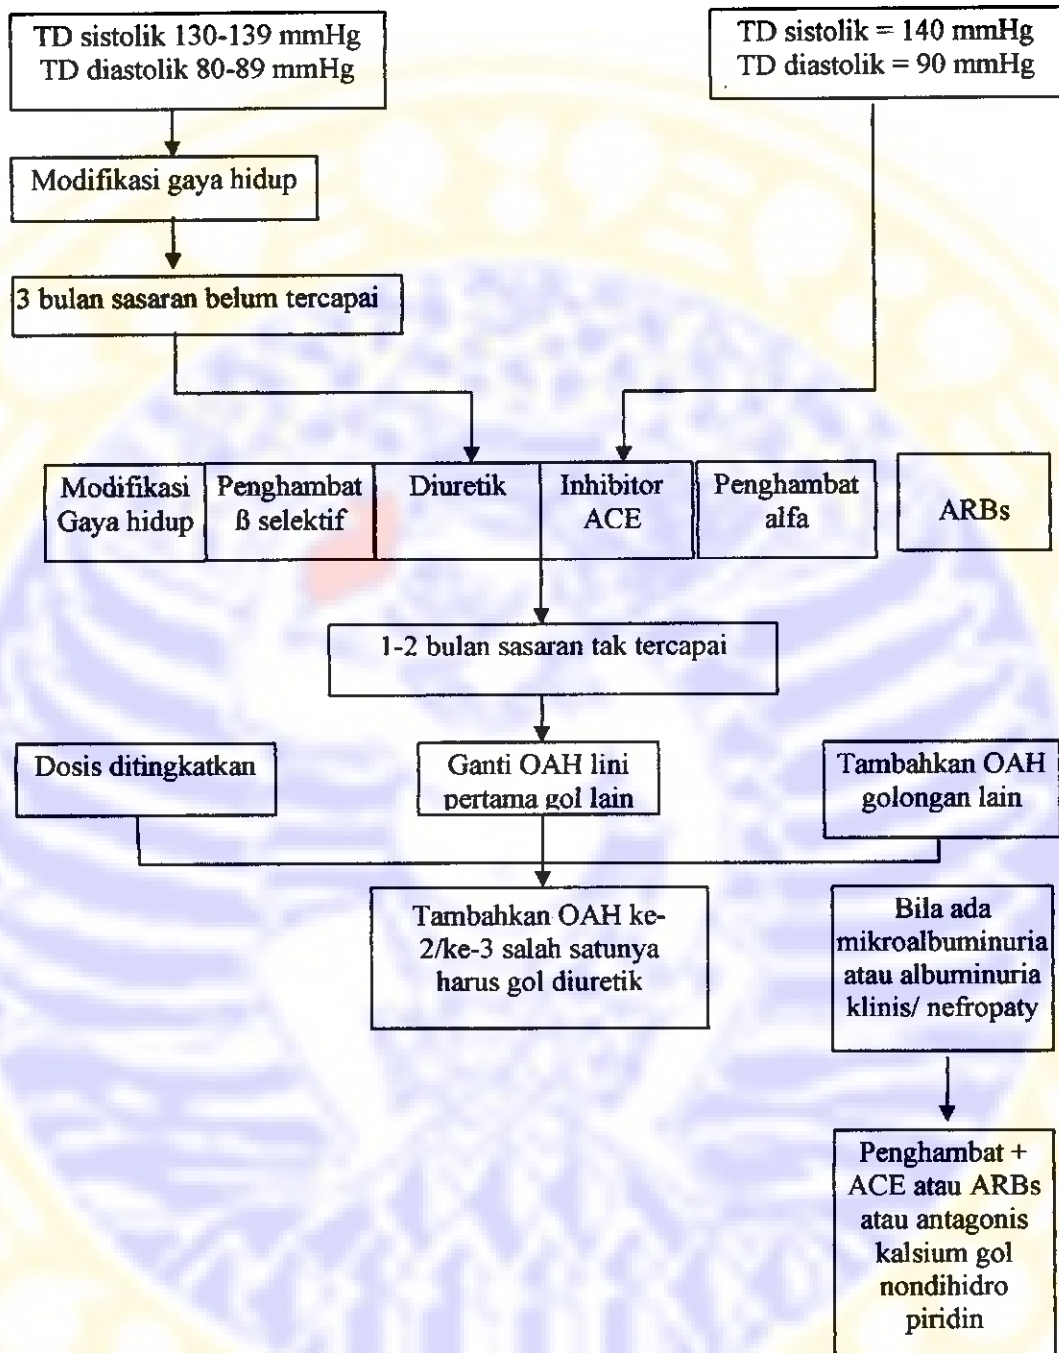 TD sistolik 130-139 mmHg
TD diastolik 80-89 mmHg
TD sistolik = 140 mmHg
TD diastolik = 90 mmHg
Modifikasi gaya hidup
3 bulan sasaran belum tercapai
Modifikasi
Gaya hidup
Penghambat
ß selektif
Diuretik
Inhibitor
ACE
Penghambat
alfa
ARBs
1-2 bulan sasaran tak tercapai
Dosis ditingkatkan
Ganti OAH lini
pertama gol lain
Tambahkan OAH
golongan lain
Tambahkan OAH ke-
2/ke-3 salah satunya
harus gol diuretik
Bila ada
mikroalbuminuria
atau albuminuria
klinis/ nefropaty
Penghambat +
ACE atau ARBs
atau antagonis
kalsium gol
nondihidro
piridin